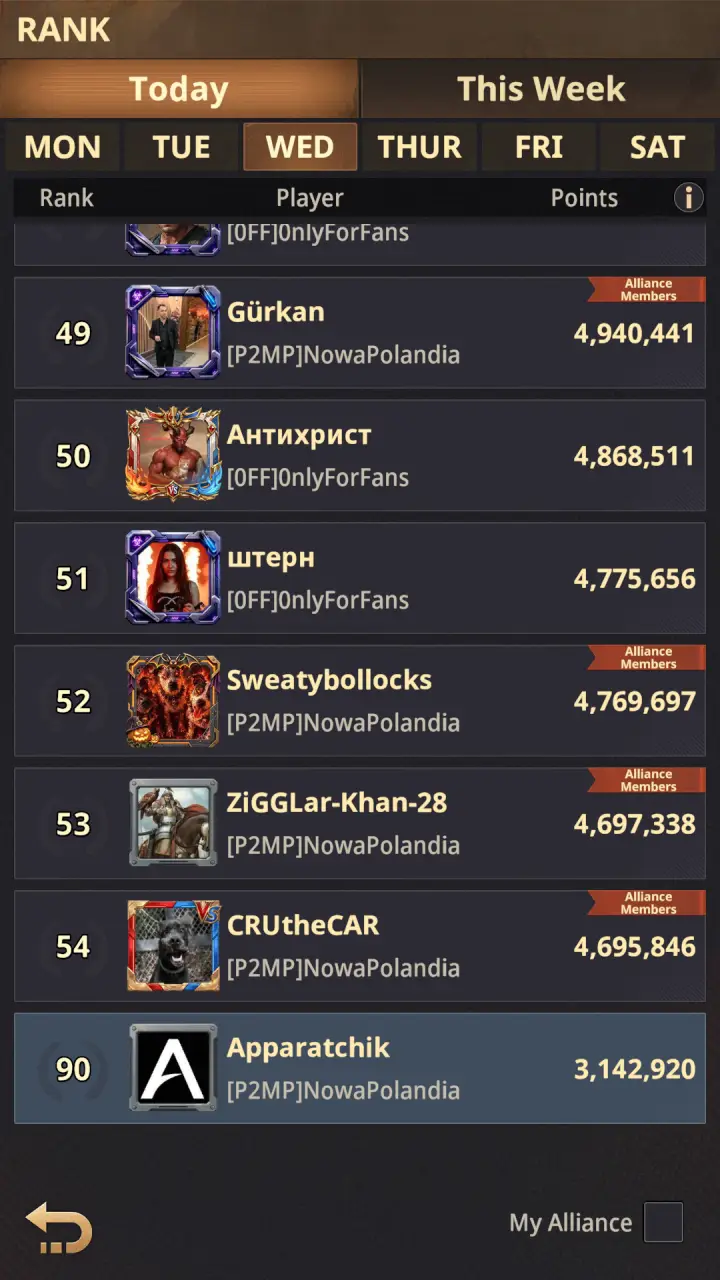 RANK
Today
This Week
MON
TUE
WED
THUR
FRI
SAT
Rank
Player
Points
i
[0FF]0nlyForFans
49
Gürkan
[P2MP]NowaPolandia
Alliance
Members
4,940,441
50
Антихрист
[0FF]0nlyForFans
4,868,511
51
штерн
[0FF]0nlyForFans
4,775,656
52
Sweatybollocks
[P2MP]NowaPolandia
Alliance
Members
4,769,697
53
ZiGGLar-Khan-28
[P2MP]NowaPolandia
Alliance
Members
4,697,338
54
VS
CRUtheCAR
[P2MP]NowaPolandia
Alliance
Members
4,695,846
90
A
Apparatchik
[P2MP]NowaPolandia
3,142,920
My Alliance